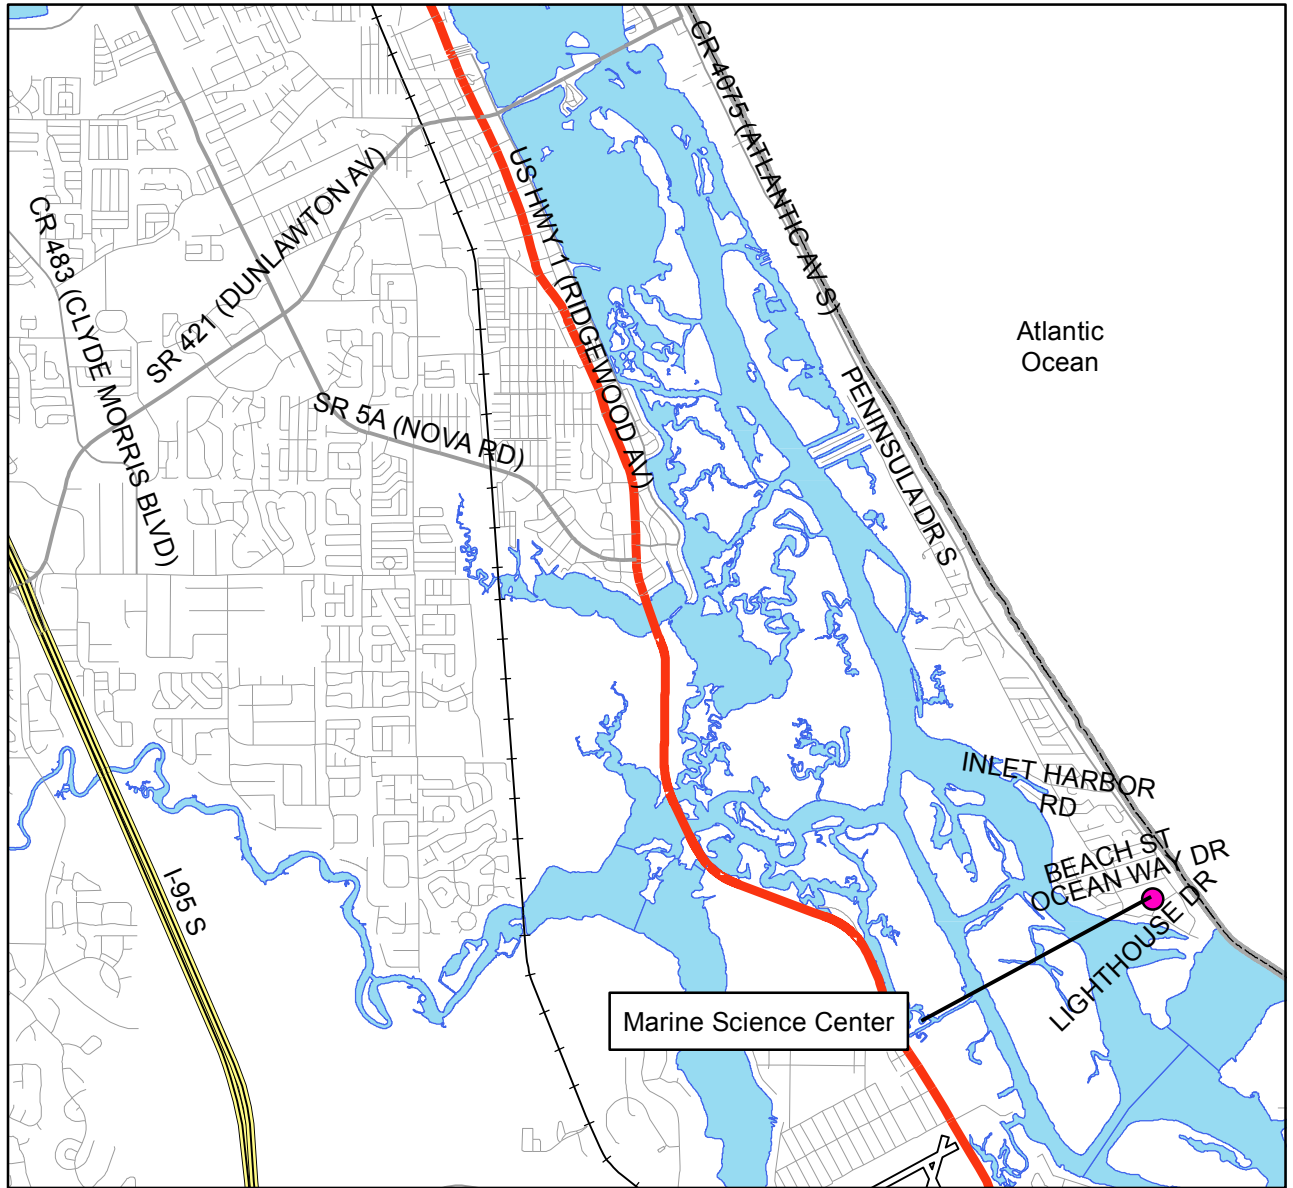 CR 4075 (ATLANTIC AV S)
US HWY 1 (RIDGEWOOD AV)
SR 421 (DUNLAWTON AV)
CR 483 (CLYDE MORRIS BLVD)
Atlantic
Ocean
SR 5A (NOVA RD)
PENINSULA DR S
INLET HARBOR
RD
BEACH ST
OCEAN WAY DR
LIGHTHOUSE DR
I-95 S
Marine Science Center